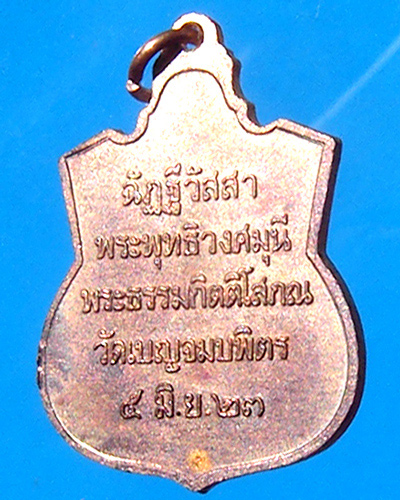 ฉัฏฐีวัสสา
พระพุทธิวงศมุนี
พระธรรมกิตติโสภณ
วัดเบญจมบพิตร
๕ มิ.ย.๒๓